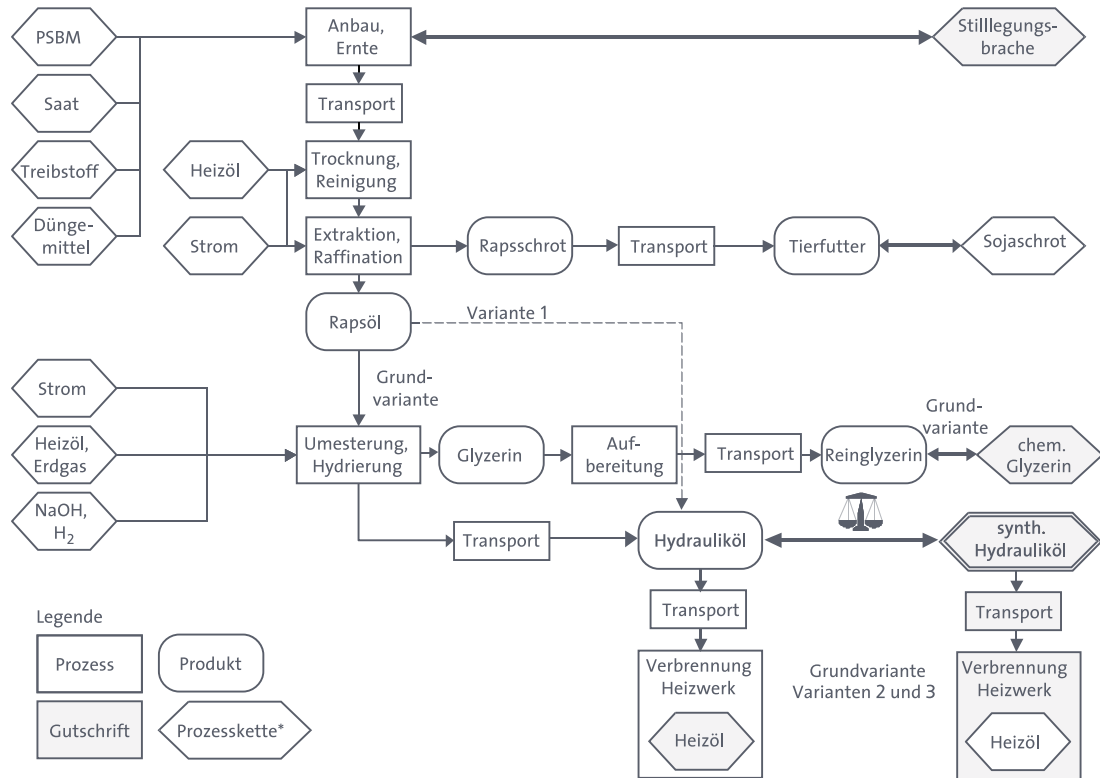 PSBM
Anbau,
Ernte
Stilllegungs-
brache
Saat
Transport
Treibstoff
Heizöl
Trocknung,
Reinigung
Dünge-
mittel
Strom
Extraktion,
Raffination
Rapsschrot
Transport
Tierfutter
Sojaschrot
Rapsöl
Variante 1
Strom
Grund-
variante
Grund-
variante
Heizöl,
Erdgas
Umesterung,
Hydrierung
Glyzerin
Auf-
bereitung
Transport
Reinglyzerin
chem.
Glyzerin
NaOH,
H₂
Transport
Hydrauliköl
synth.
Hydrauliköl
Transport
Transport
Legende
Prozess
Produkt
Gutschrift
Prozesskette*
Verbrennung
Heizwerk
Heizöl
Grundvariante
Varianten 2 und 3
Verbrennung
Heizwerk
Heizöl